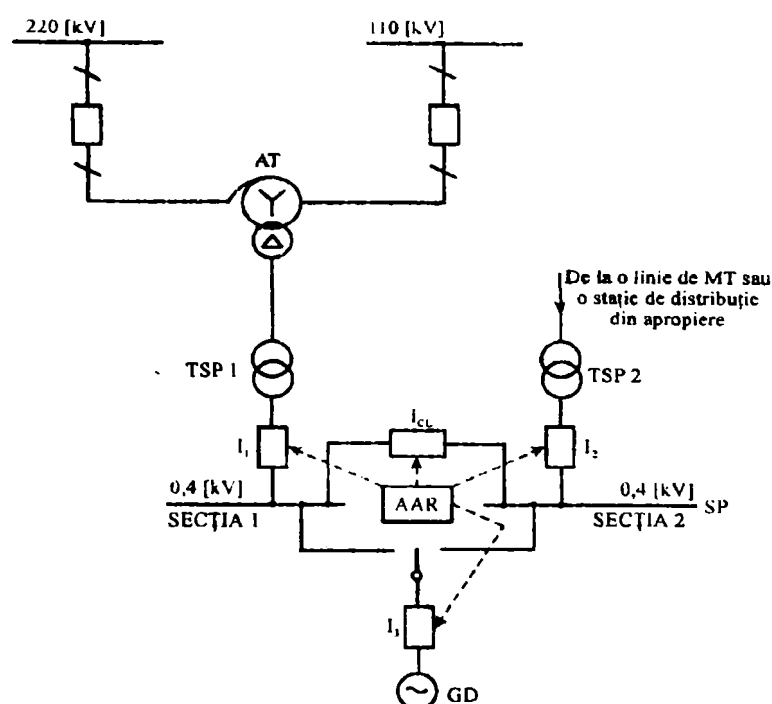 220 [kV]
110 [kV]
AT
De la o linie de MT sau
o stație de distribuție
din apropiere
TSP 1
TSP 2
I₁
I_CL
I₂
0,4 [kV]
AAR
0,4 [kV]
SP
SECȚIA 1
SECȚIA 2
I₃
GD